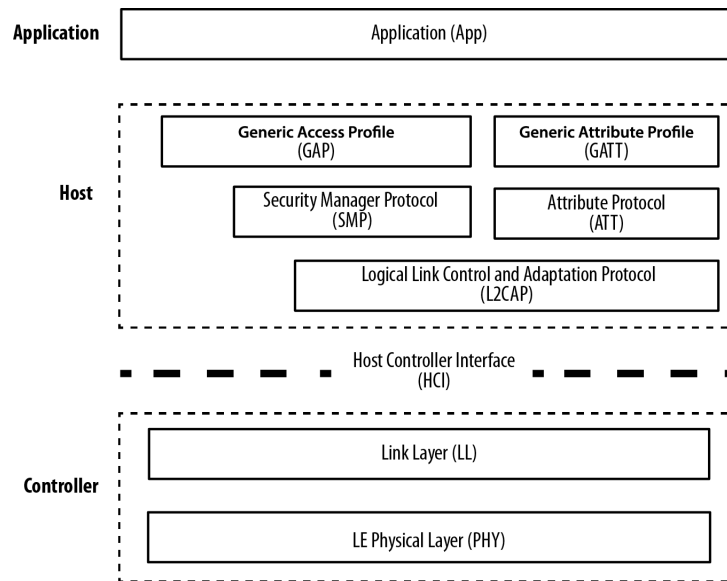 Application
Application (App)
Generic Access Profile
(GAP)
Generic Attribute Profile
(GATT)
Host
Security Manager Protocol
(SMP)
Attribute Protocol
(ATT)
Logical Link Control and Adaptation Protocol
(L2CAP)
Host Controller Interface
(HCI)
Link Layer (LL)
Controller
LE Physical Layer (PHY)